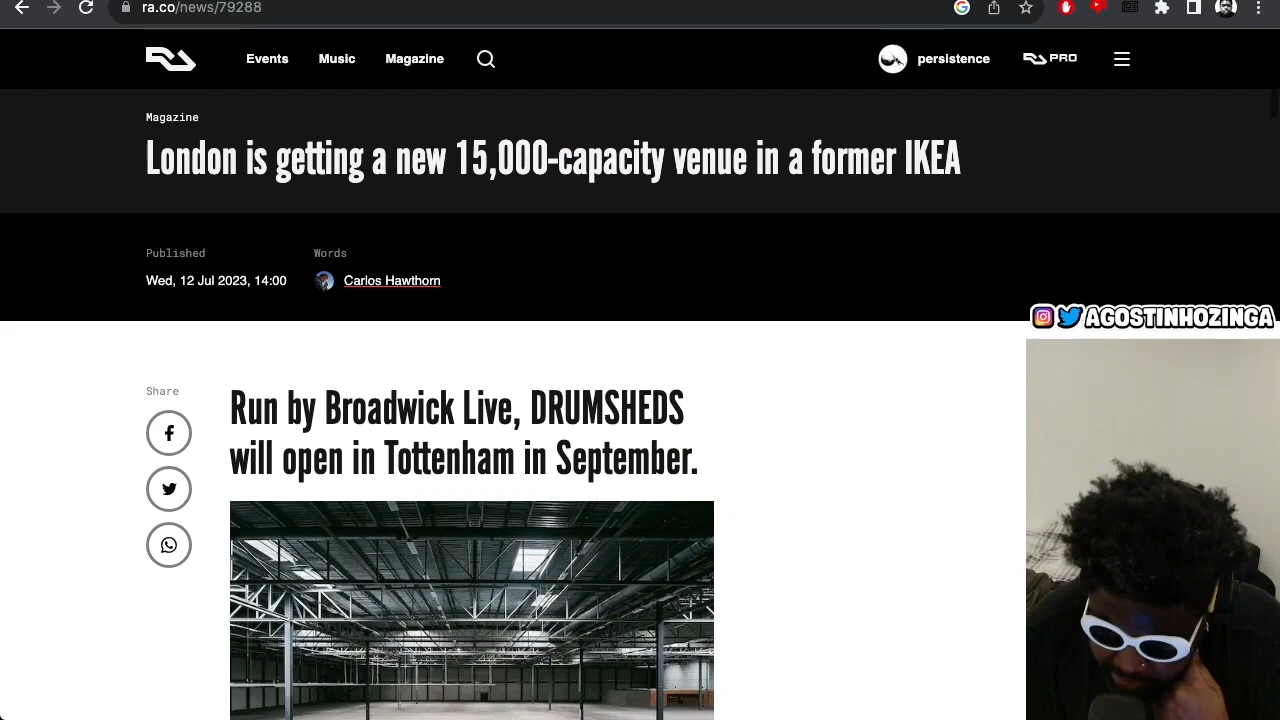 ra.co/news/79288
Events
Music
Magazine
persistence
PRO
Magazine
London is getting a new 15,000-capacity venue in a former IKEA
Published
Words
Wed, 12 Jul 2023, 14:00
Carlos Hawthorn
AGOSTINHOZINGA
Share
Run by Broadwick Live, DRUMSHEDS
will open in Tottenham in September.